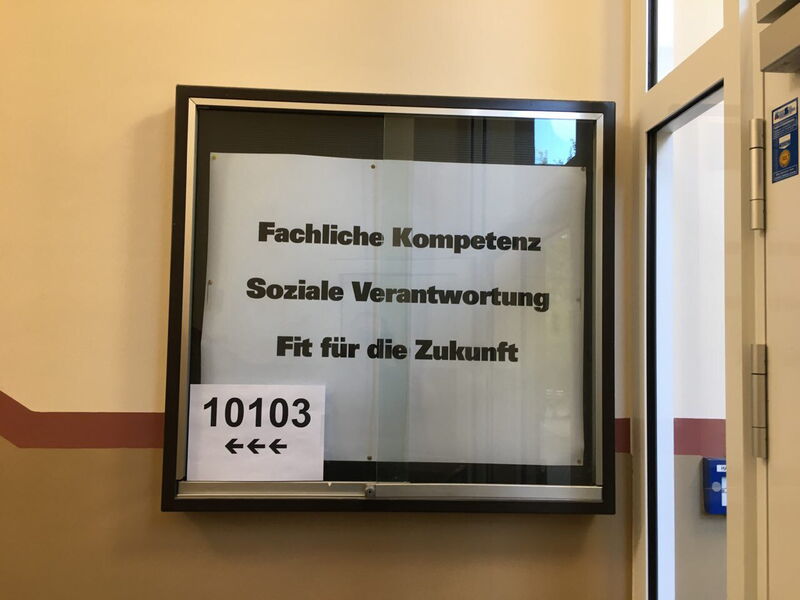 Fachliche Kompetenz
Soziale Verantwortung
Fit für die Zukunft
10103
←←←